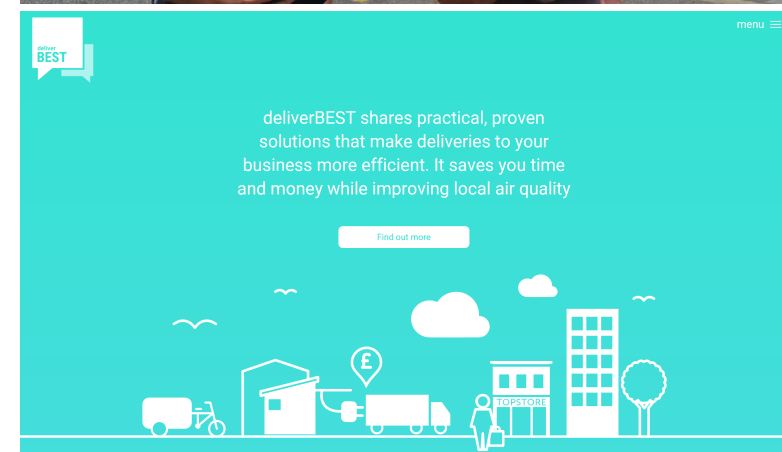 menu
deliver
BEST
deliverBEST shares practical, proven
solutions that make deliveries to your
business more efficient. It saves you time
and money while improving local air quality
Find out more
£
TOPSTORE